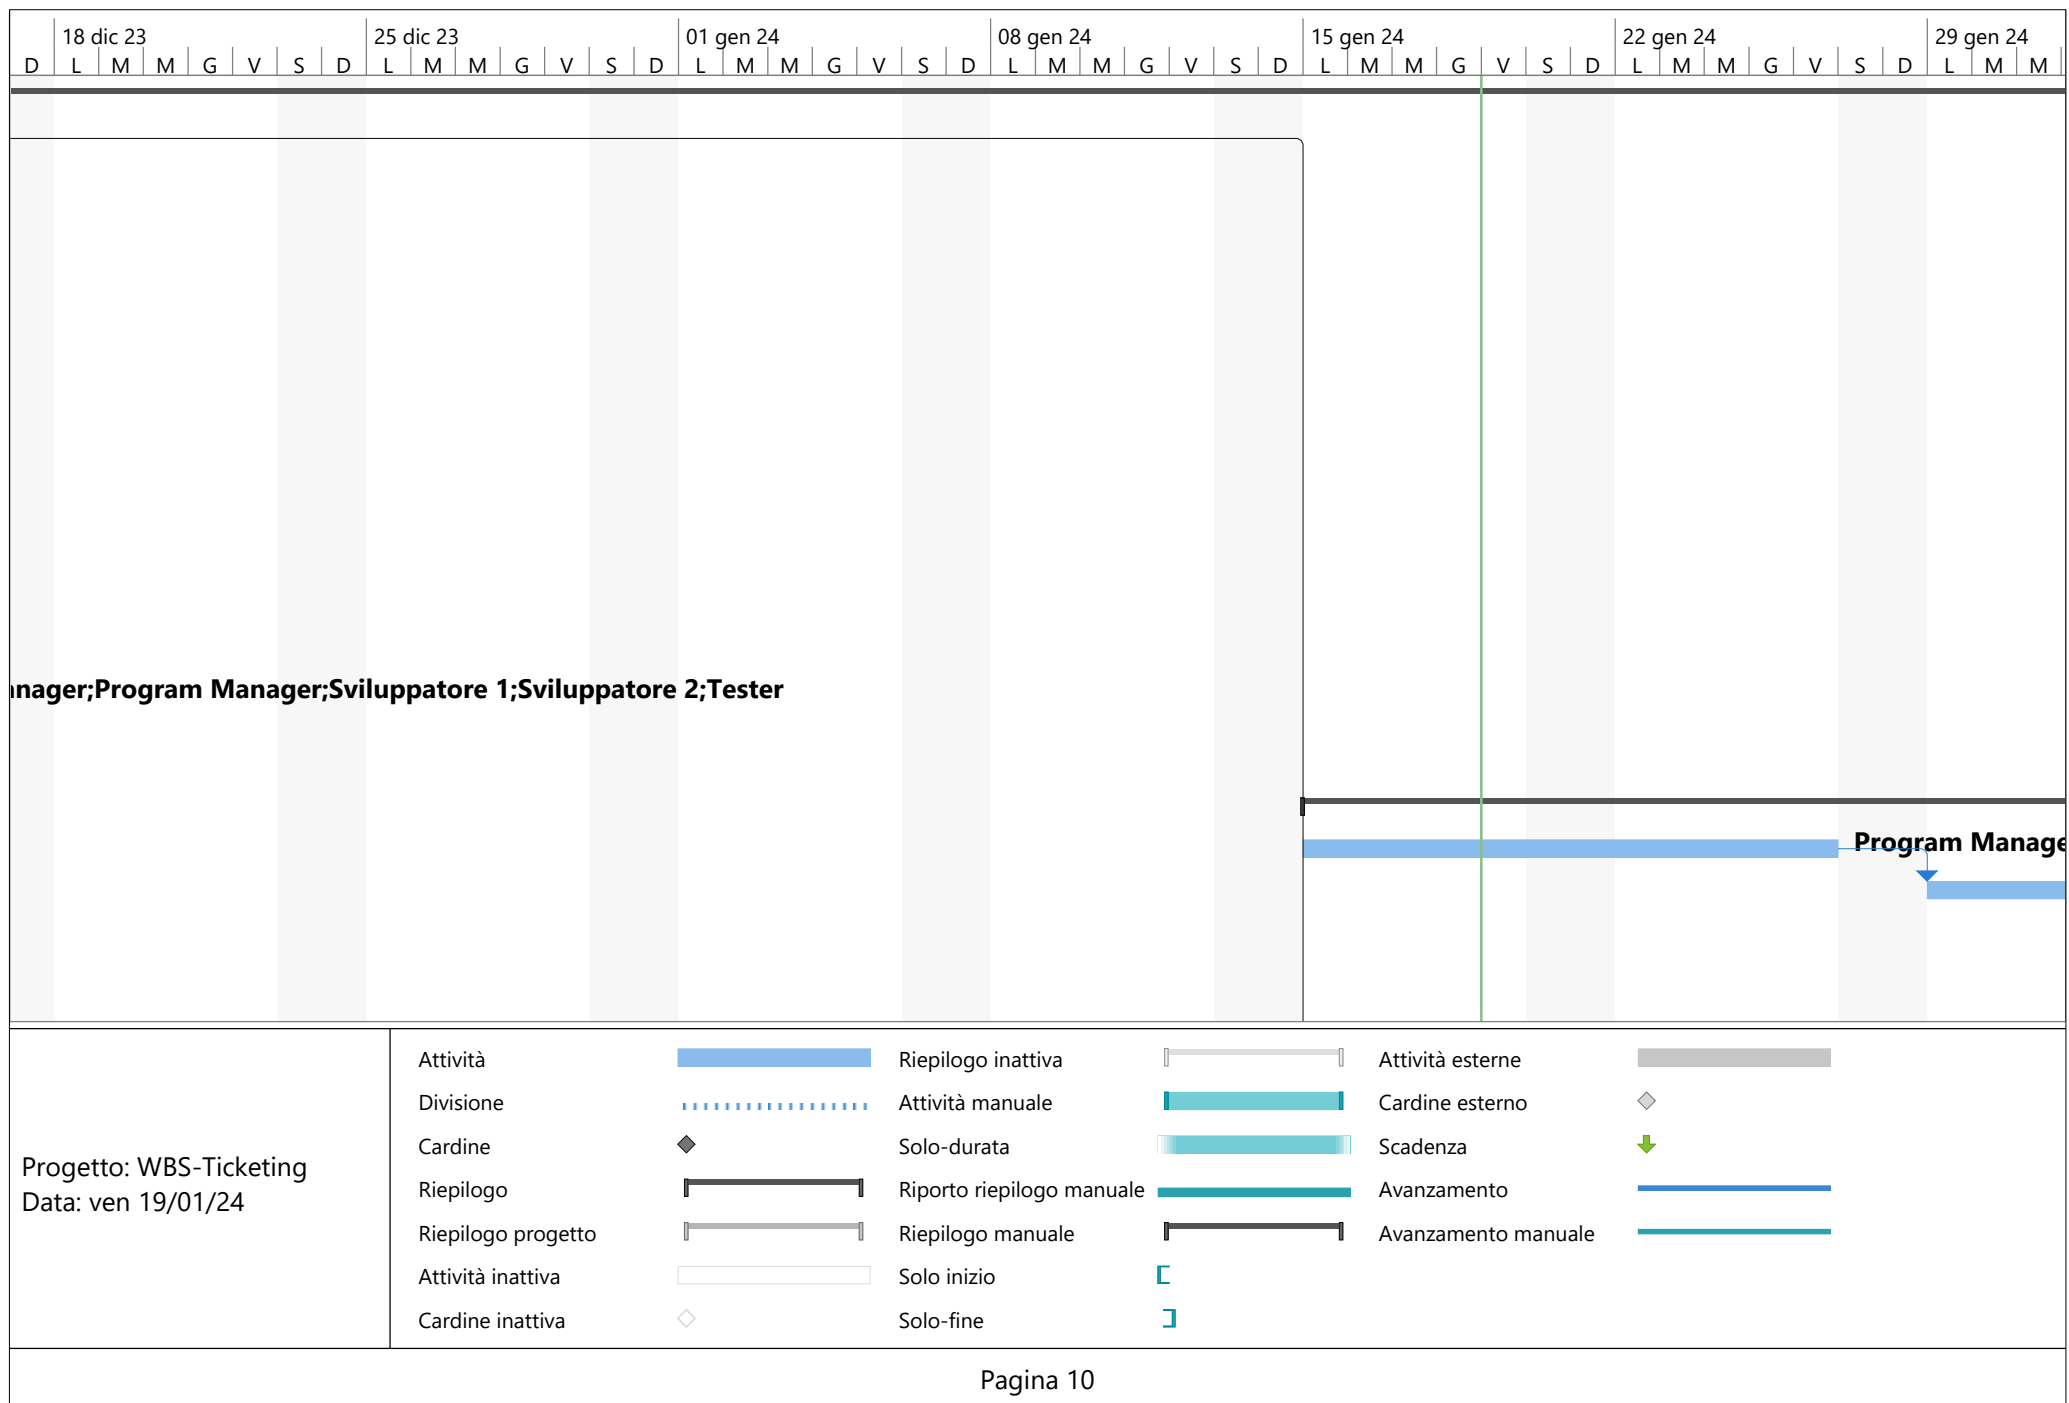 18 dic 23 25 dic 23 01 gen 24 08 gen 24 15 gen 24 22 gen 24 29 gen 24
D L M M G V S D L M M G V S D L M M G V S D L M M G V S D L M M G V S D L M M G V S D L M M
nager;Program Manager;Sviluppatore 1;Sviluppatore 2;Tester
Program Manage
Progetto: WBS-Ticketing
Data: ven 19/01/24
Attività
Divisione
Cardine
Riepilogo
Riepilogo progetto
Attività inattiva
Cardine inattiva
Riepilogo inattiva
Attività manuale
Solo-durata
Riporto riepilogo manuale
Riepilogo manuale
Solo inizio
Solo-fine
Attività esterne
Cardine esterno
Scadenza
Avanzamento
Avanzamento manuale
Pagina 10